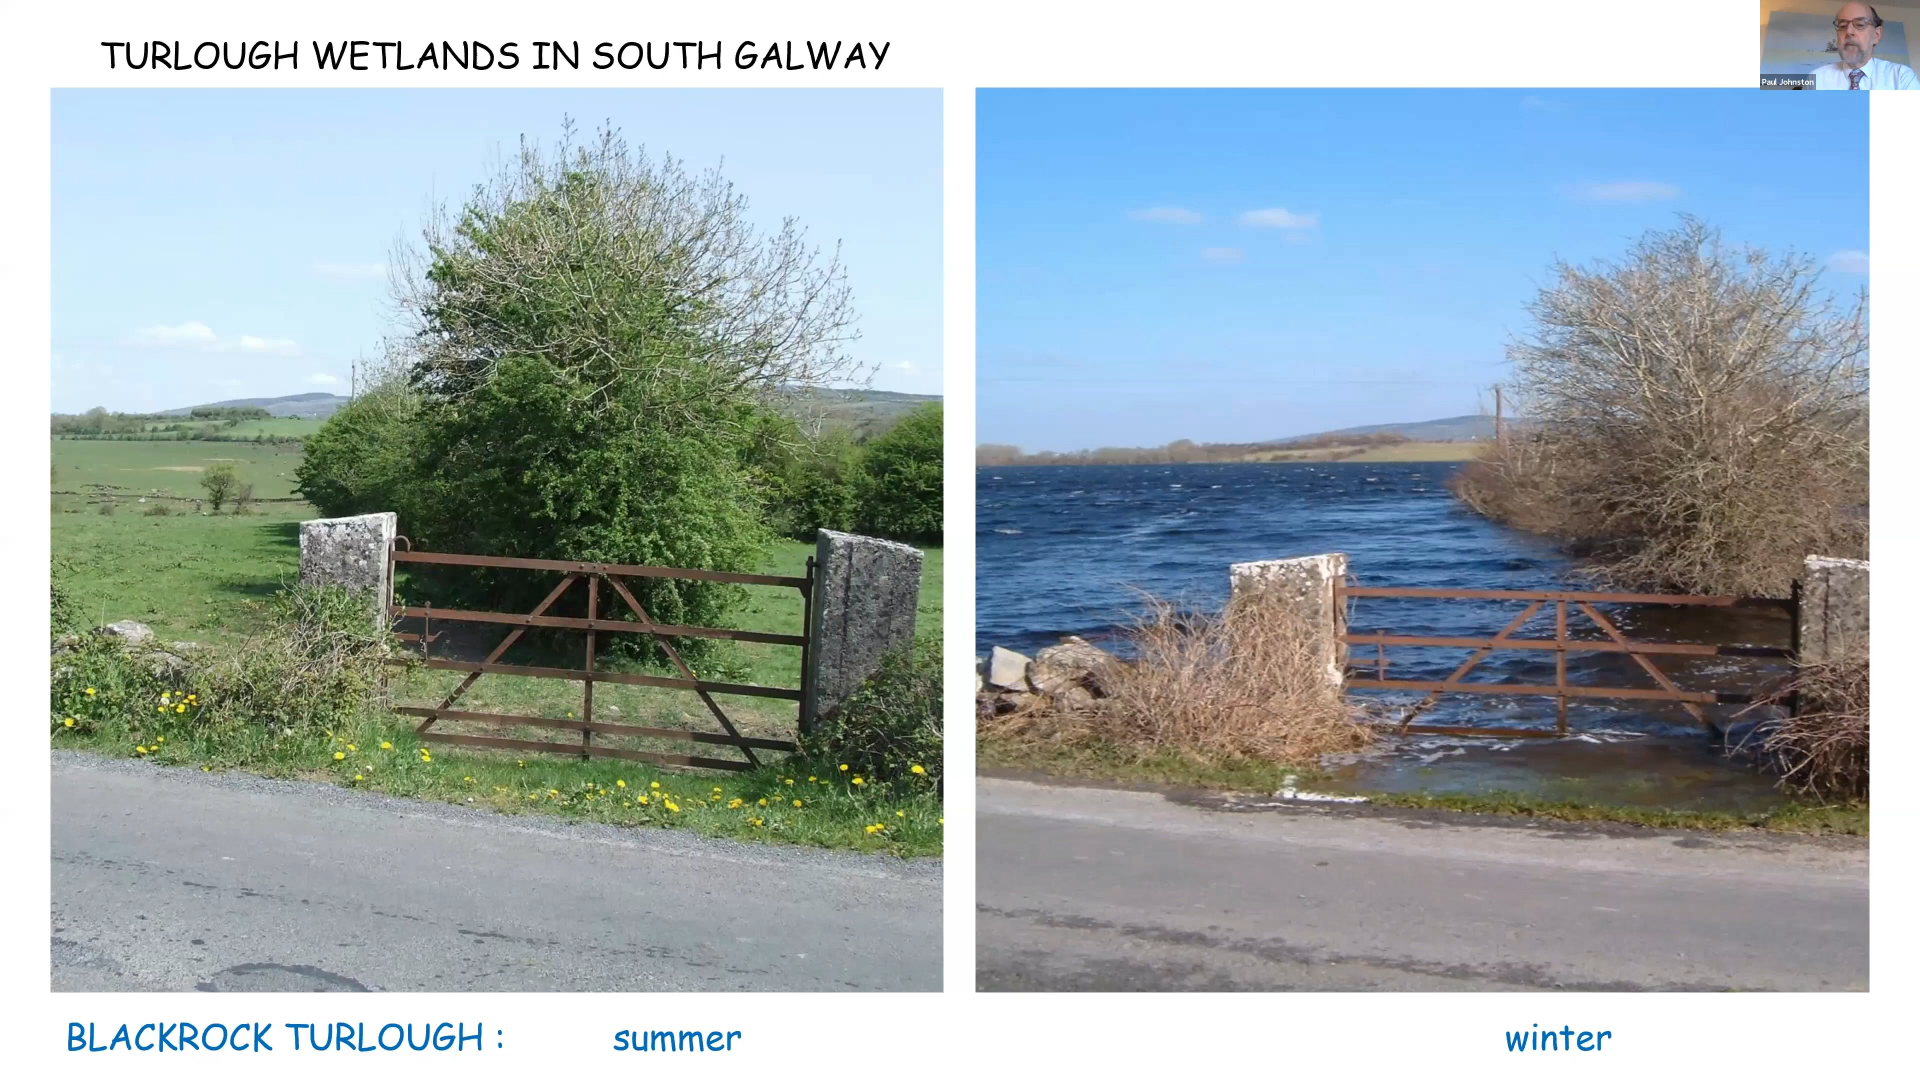 TURLOUGH WETLANDS IN SOUTH GALWAY
Paul Johnston
BLACKROCK TURLOUGH : summer winter